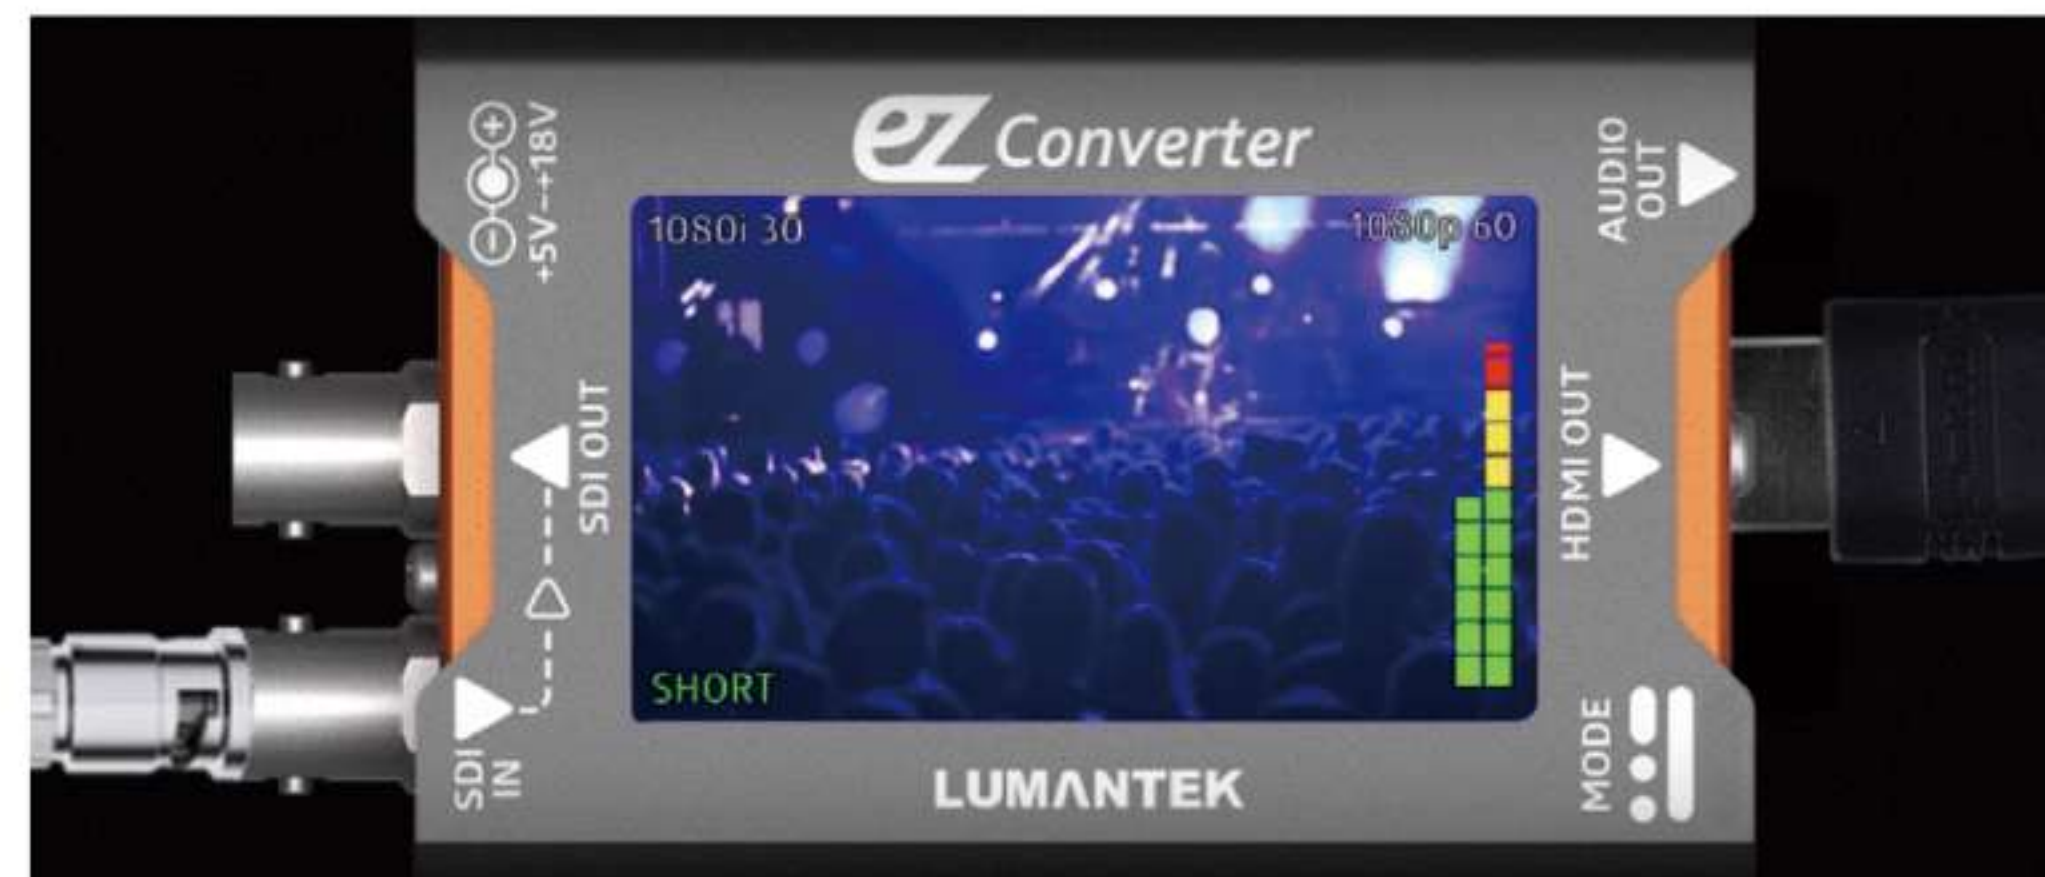 ez Converter
+5V~+18V
AUDIO
OUT
1080i 30
1080p 60
SDI OUT
HDMI OUT
SHORT
SDI
IN
MODE
LUMANTEK